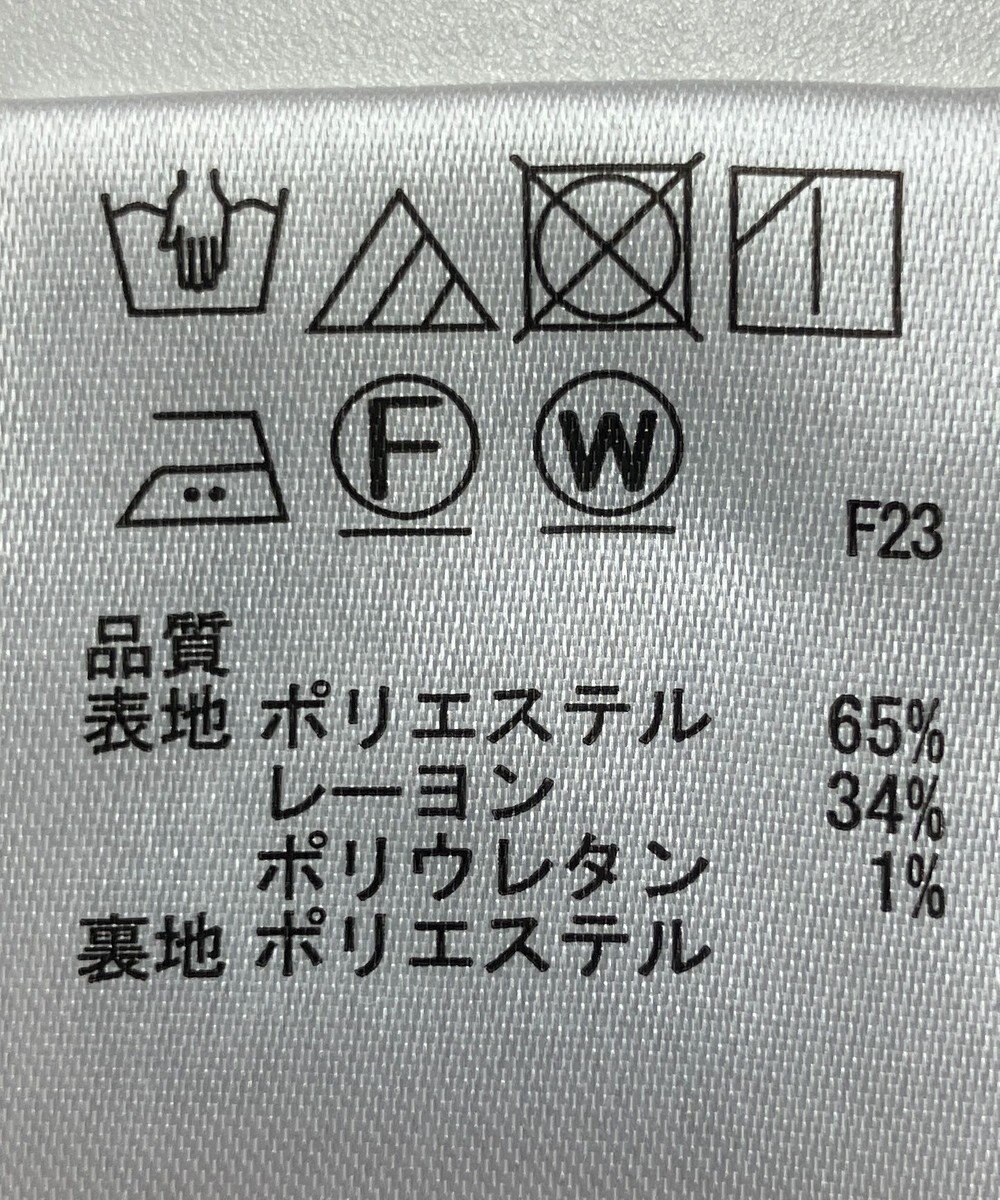 F W
F23
品質
表地 ポリエステル 65%
レーヨン 34%
ポリウレタン 1%
裏地 ポリエステル